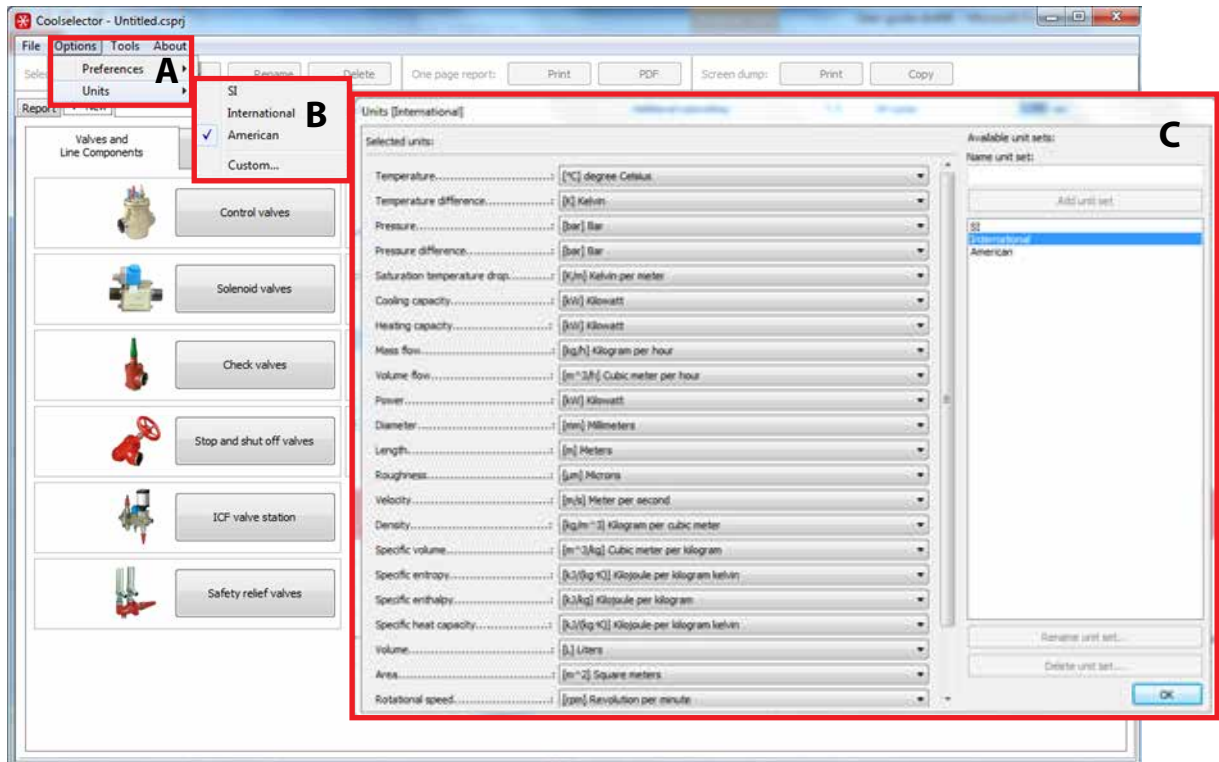 Coolselector - Untitled.csprj
File Options Tools About
Preferences
Units
A
Rename
Delete
One page report:
Print
PDF
Screen dump:
Print
Copy
SI
International
American
Custom...
B
Report
New
Valves and
Line Components
Control valves
Solenoid valves
Check valves
Stop and shut off valves
ICF valve station
Safety relief valves
Units [International]
C
Selected units:
Temperature..................: [°C] degree Celsius
Temperature difference..................: [K] Kelvin
Pressure..................: [bar] Bar
Pressure difference..................: [bar] Bar
Saturation temperature drop..........: [K/m] Kelvin per meter
Cooling capacity..................: [kW] Kilowatt
Heating capacity..................: [kW] Kilowatt
Mass flow..................: [kg/h] Kilogram per hour
Volume flow..................: [m^3/h] Cubic meter per hour
Power..................: [kW] Kilowatt
Diameter..................: [mm] Millimeters
Length..................: [m] Meters
Roughness..................: [µm] Microns
Velocity..................: [m/s] Meter per second
Density..................: [kg/m^3] Kilogram per cubic meter
Specific volume..................: [m^3/kg] Cubic meter per kilogram
Specific entropy..................: [kJ/(kg·K)] Kilojoule per kilogram kelvin
Specific enthalpy..................: [kJ/kg] Kilojoule per kilogram
Specific heat capacity..................: [kJ/(kg·K)] Kilojoule per kilogram kelvin
Volume..................: [L] Liters
Area..................: [m^2] Square meters
Rotational speed..................: [rpm] Revolution per minute
Available unit sets:
Name unit set:
Add unit set
SI
International
American
Rename unit set...
Delete unit set...
OK